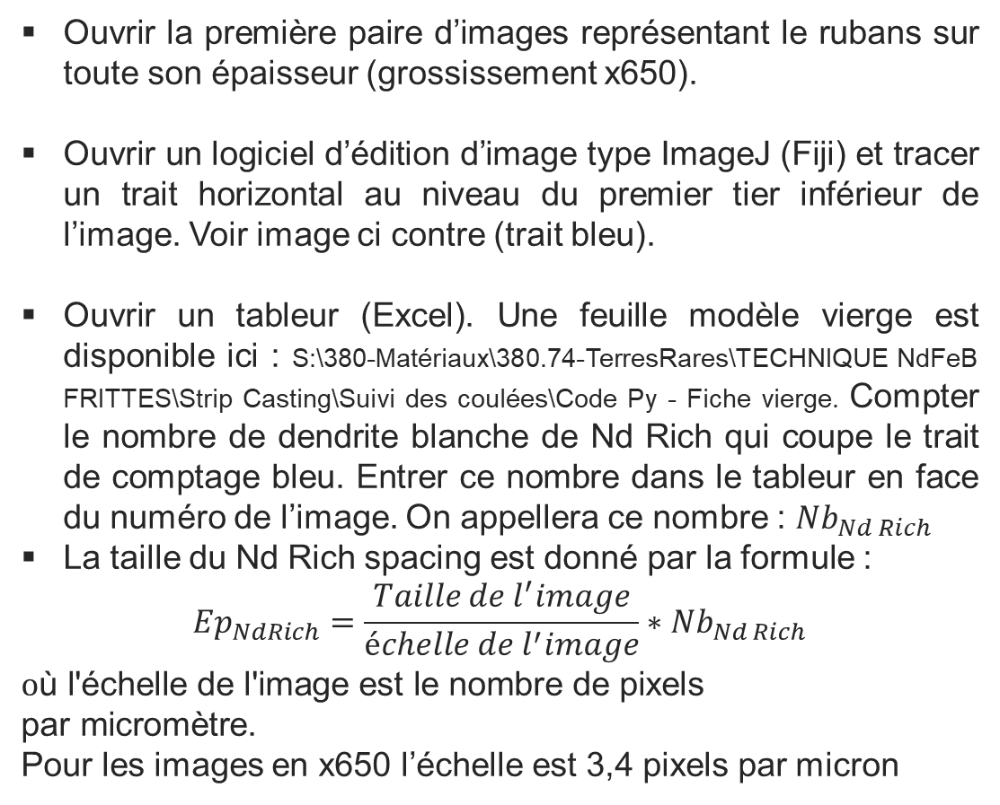 ▪ Ouvrir la première paire d’images représentant le rubans sur
toute son épaisseur (grossissement x650).
▪ Ouvrir un logiciel d’édition d’image type ImageJ (Fiji) et tracer
un trait horizontal au niveau du premier tier inférieur de
l’image. Voir image ci contre (trait bleu).
▪ Ouvrir un tableur (Excel). Une feuille modèle vierge est
disponible ici : S:\380-Matériaux\380.74-TerresRares\TECHNIQUE NdFeB
FRITTES\Strip Casting\Suivi des coulées\Code Py - Fiche vierge. Compter
le nombre de dendrite blanche de Nd Rich qui coupe le trait
de comptage bleu. Entrer ce nombre dans le tableur en face
du numéro de l’image. On appellera ce nombre : Nb_{Nd Rich}
▪ La taille du Nd Rich spacing est donné par la formule :
Ep_{NdRich} = \frac{Taille de l'image}{échelle de l'image} * Nb_{Nd Rich}
où l'échelle de l'image est le nombre de pixels
par micromètre.
Pour les images en x650 l’échelle est 3,4 pixels par micron